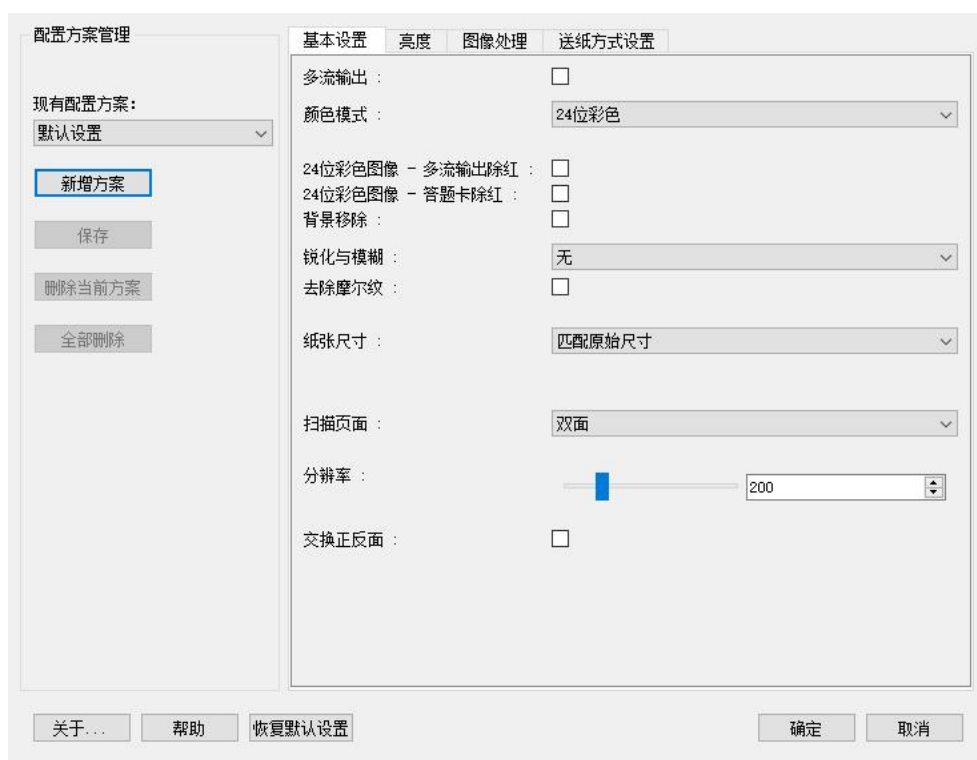 配置方案管理
现有配置方案：
默认设置
新增方案
保存
删除当前方案
全部删除
基本设置 亮度 图像处理 送纸方式设置
多流输出 :
颜色模式 : 24位彩色
24位彩色图像 - 多流输出除红 :
24位彩色图像 - 答题卡除红 :
背景移除 :
锐化与模糊 : 无
去除摩尔纹 :
纸张尺寸 : 匹配原始尺寸
扫描页面 : 双面
分辨率 : 200
交换正反面 :
关于... 帮助 恢复默认设置 确定 取消